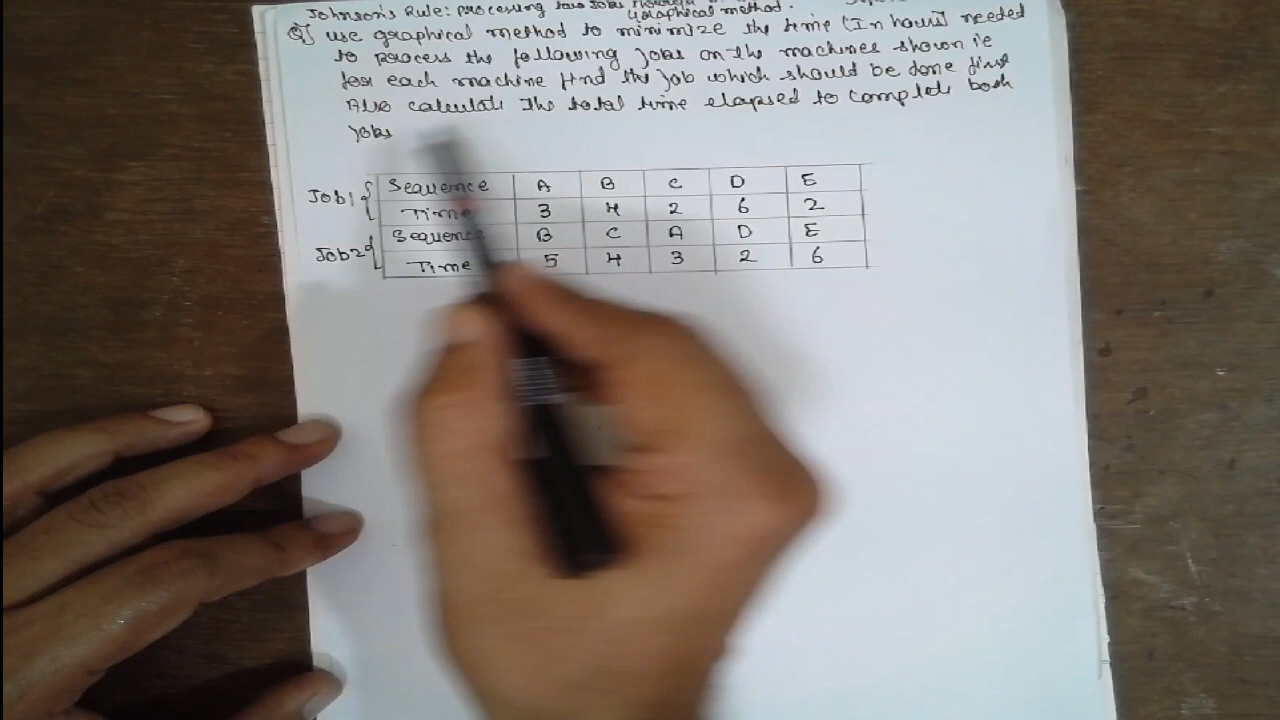 Johnson's Rule: processing two Jobs through
graphical method.
Q] use graphical method to minimize the time (In hours) needed
to process the following jobs on the machines shown ie
for each machine find the job which should be done first
Also calculate the total time elapsed to complete both
jobs
Job1 { Sequence A B C D E
Time 3 4 2 6 2
Job2 { Sequence B C A D E
Time 5 4 3 2 6